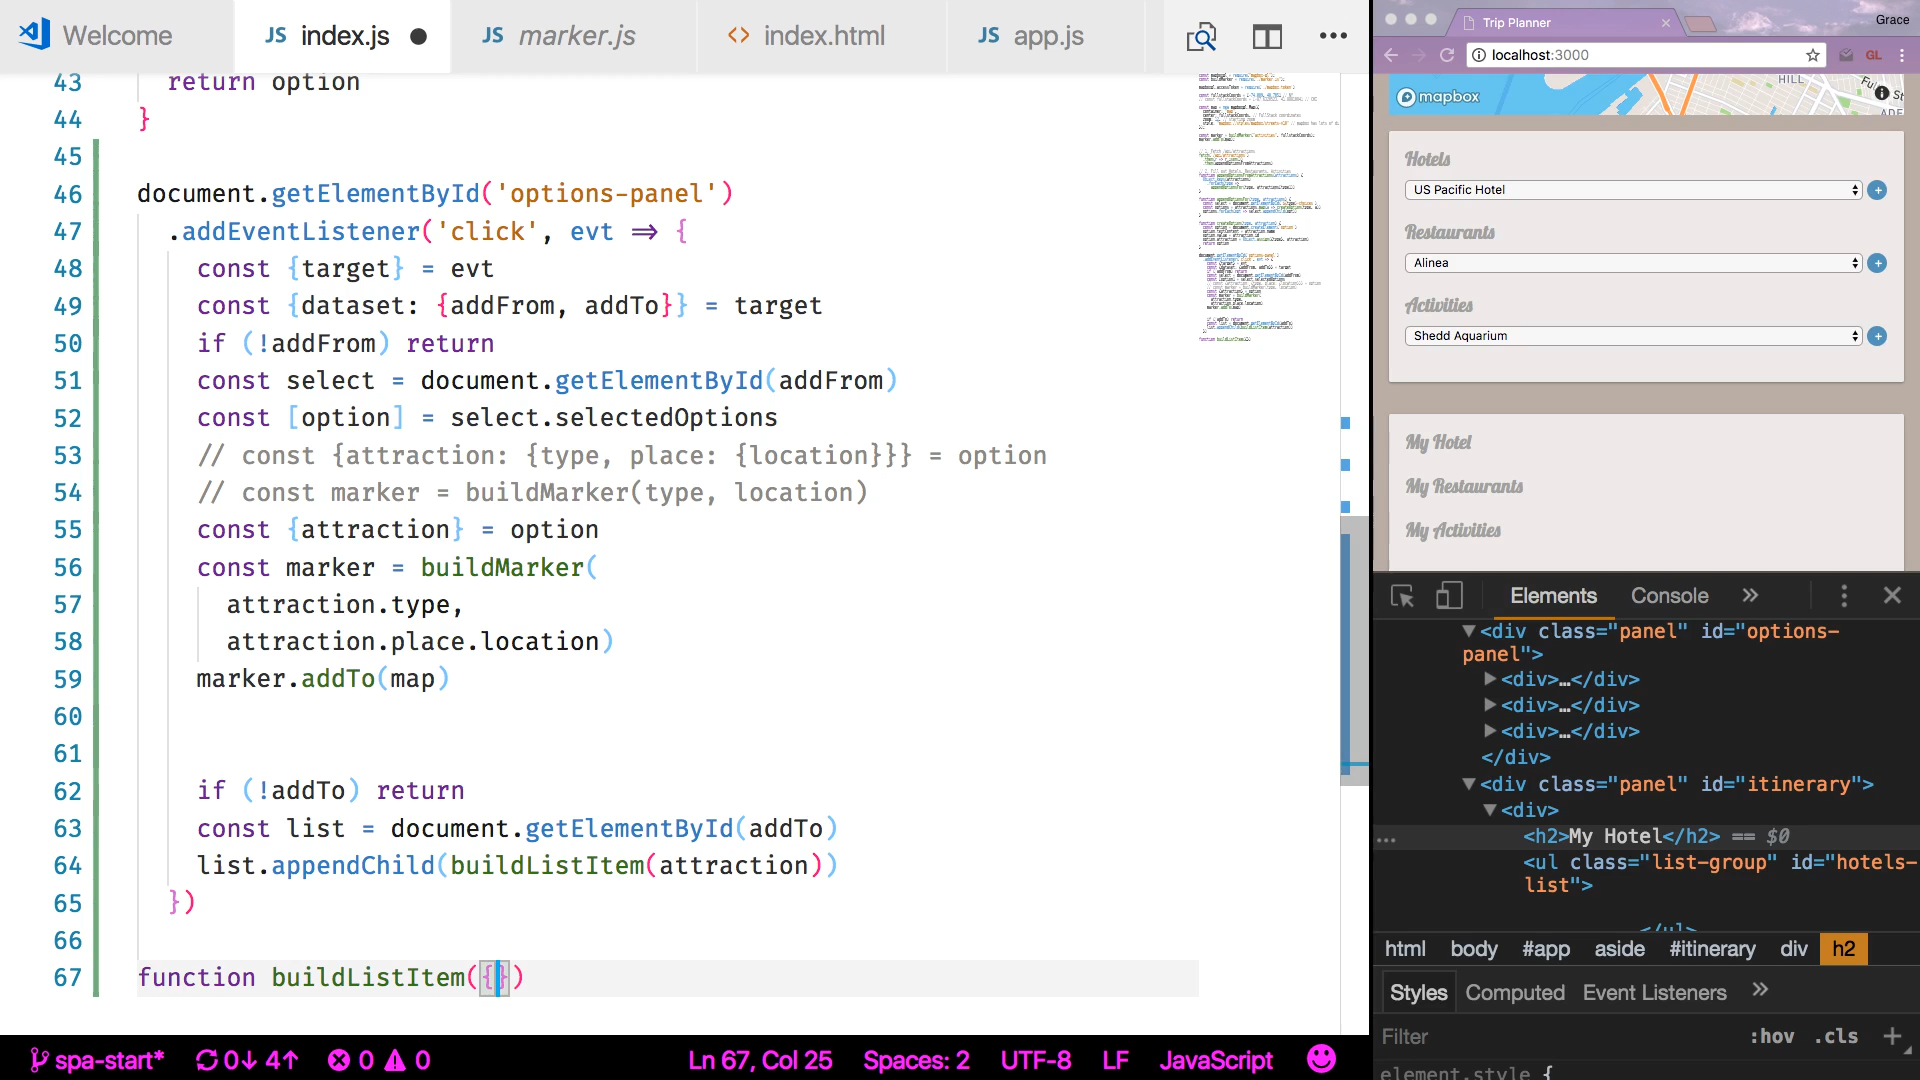 Welcome
JS index.js ●
JS marker.js
<> index.html
JS app.js
43 return option
44 }
45
46 document.getElementById('options-panel')
47 .addEventListener('click', evt => {
48 const {target} = evt
49 const {dataset: {addFrom, addTo}} = target
50 if (!addFrom) return
51 const select = document.getElementById(addFrom)
52 const [option] = select.selectedOptions
53 // const {attraction: {type, place: {location}}} = option
54 // const marker = buildMarker(type, location)
55 const {attraction} = option
56 const marker = buildMarker(
57 attraction.type,
58 attraction.place.location)
59 marker.addTo(map)
60
61
62 if (!addTo) return
63 const list = document.getElementById(addTo)
64 list.appendChild(buildListItem(attraction))
65 })
66
67 function buildListItem({})
spa-start* 0↓ 4↑ 0 0
Ln 67, Col 25 Spaces: 2 UTF-8 LF JavaScript
Trip Planner
Grace
localhost:3000
GL
mapbox
HILL
Hotels
US Pacific Hotel
Restaurants
Alinea
Activities
Shedd Aquarium
My Hotel
My Restaurants
My Activities
Elements Console »
<div class="panel" id="options-
panel">
<div>…</div>
<div>…</div>
<div>…</div>
</div>
<div class="panel" id="itinerary">
<div>
<h2>My Hotel</h2> == $0
<ul class="list-group" id="hotels-
list">
</ul>
html body #app aside #itinerary div h2
Styles Computed Event Listeners »
Filter :hov .cls +
element.style {